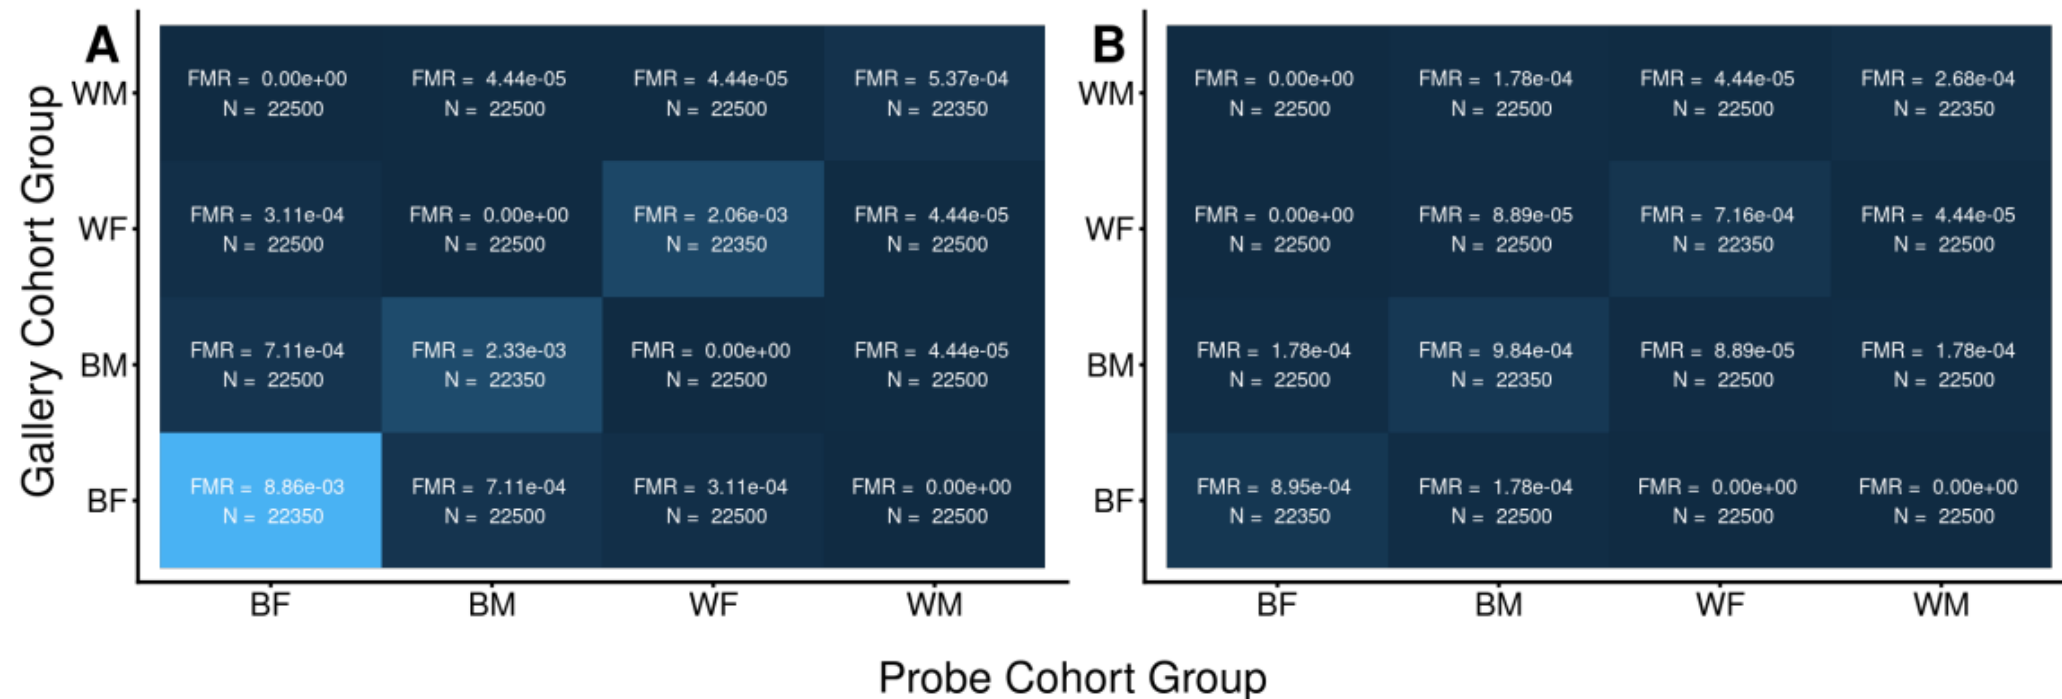 A
B
Gallery Cohort Group
WM
FMR = 0.00e+00
N = 22500
FMR = 4.44e-05
N = 22500
FMR = 4.44e-05
N = 22500
FMR = 5.37e-04
N = 22350
WF
FMR = 3.11e-04
N = 22500
FMR = 0.00e+00
N = 22500
FMR = 2.06e-03
N = 22350
FMR = 4.44e-05
N = 22500
BM
FMR = 7.11e-04
N = 22500
FMR = 2.33e-03
N = 22350
FMR = 0.00e+00
N = 22500
FMR = 4.44e-05
N = 22500
BF
FMR = 8.86e-03
N = 22350
FMR = 7.11e-04
N = 22500
FMR = 3.11e-04
N = 22500
FMR = 0.00e+00
N = 22500
BF
BM
WF
WM
WM
FMR = 0.00e+00
N = 22500
FMR = 1.78e-04
N = 22500
FMR = 4.44e-05
N = 22500
FMR = 2.68e-04
N = 22350
WF
FMR = 0.00e+00
N = 22500
FMR = 8.89e-05
N = 22500
FMR = 7.16e-04
N = 22350
FMR = 4.44e-05
N = 22500
BM
FMR = 1.78e-04
N = 22500
FMR = 9.84e-04
N = 22350
FMR = 8.89e-05
N = 22500
FMR = 1.78e-04
N = 22500
BF
FMR = 8.95e-04
N = 22350
FMR = 1.78e-04
N = 22500
FMR = 0.00e+00
N = 22500
FMR = 0.00e+00
N = 22500
BF
BM
WF
WM
Probe Cohort Group